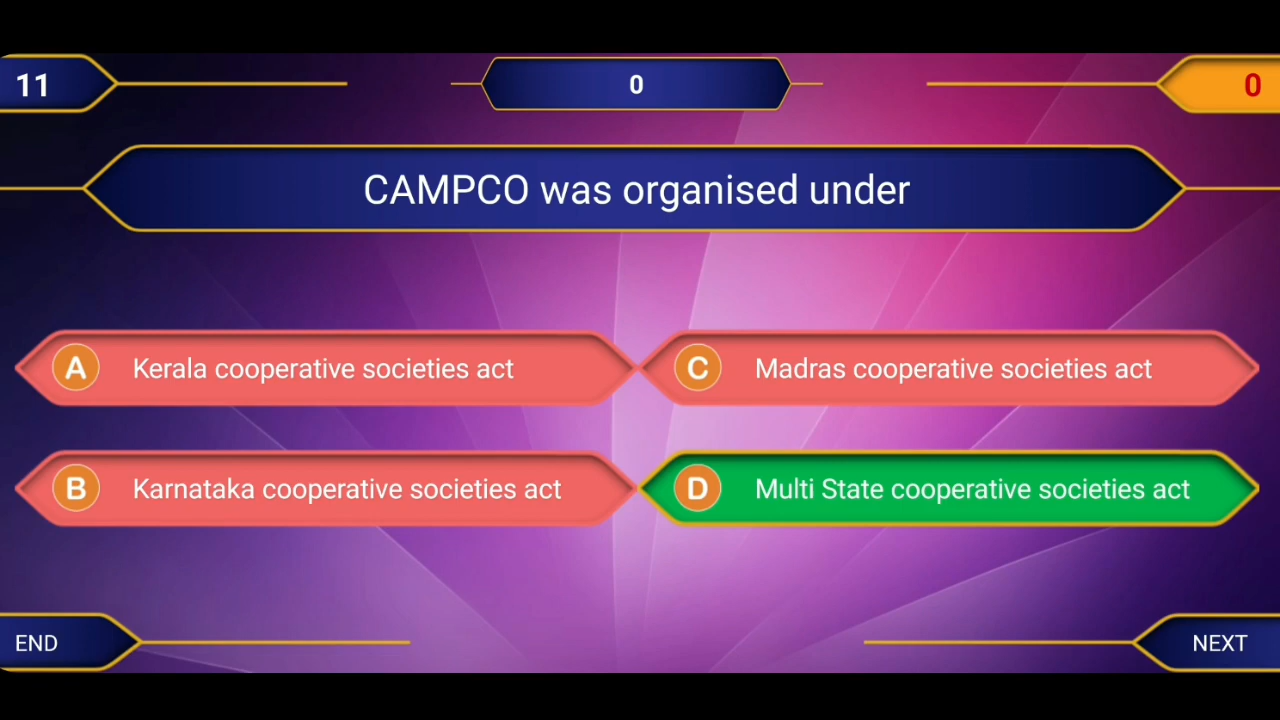 11
0
0
CAMPCO was organised under
A Kerala cooperative societies act
C Madras cooperative societies act
B Karnataka cooperative societies act
D Multi State cooperative societies act
END
NEXT